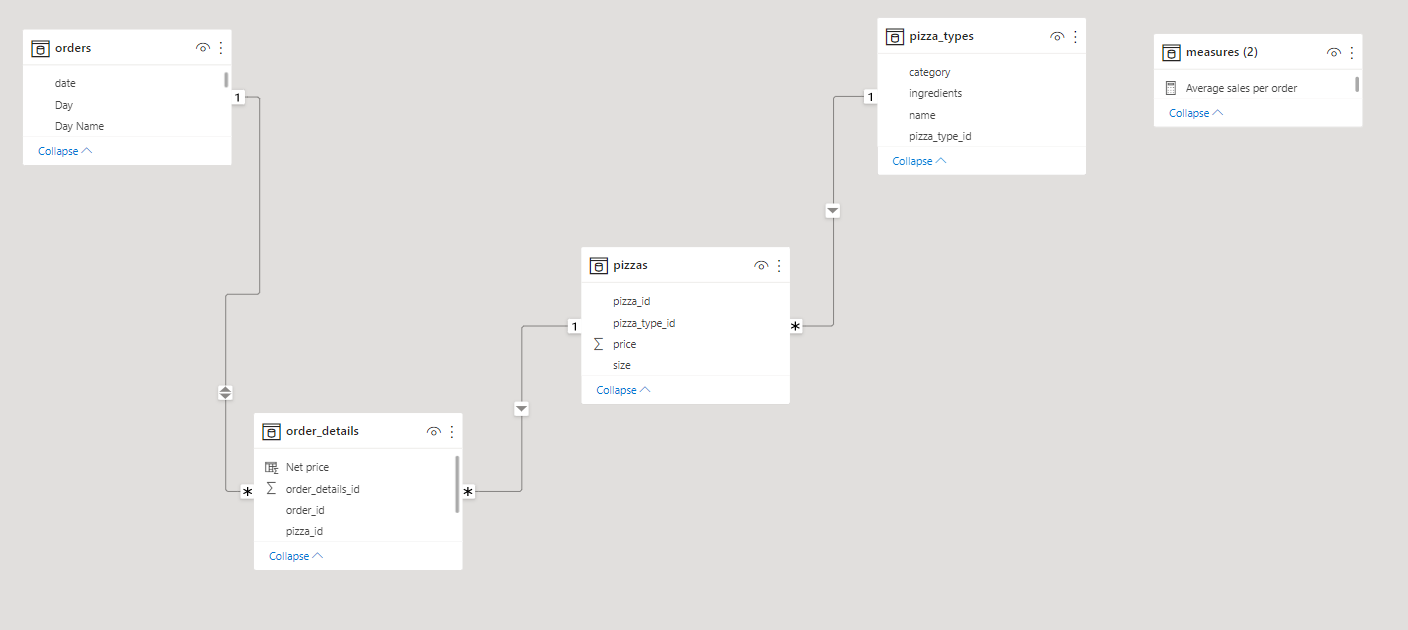 orders
date
Day
Day Name
Collapse
1
pizza_types
category
ingredients
name
pizza_type_id
Collapse
1
measures (2)
Average sales per order
Collapse
pizzas
pizza_id
pizza_type_id
price
size
Collapse
1
*
order_details
Net price
order_details_id
order_id
pizza_id
Collapse
*
*